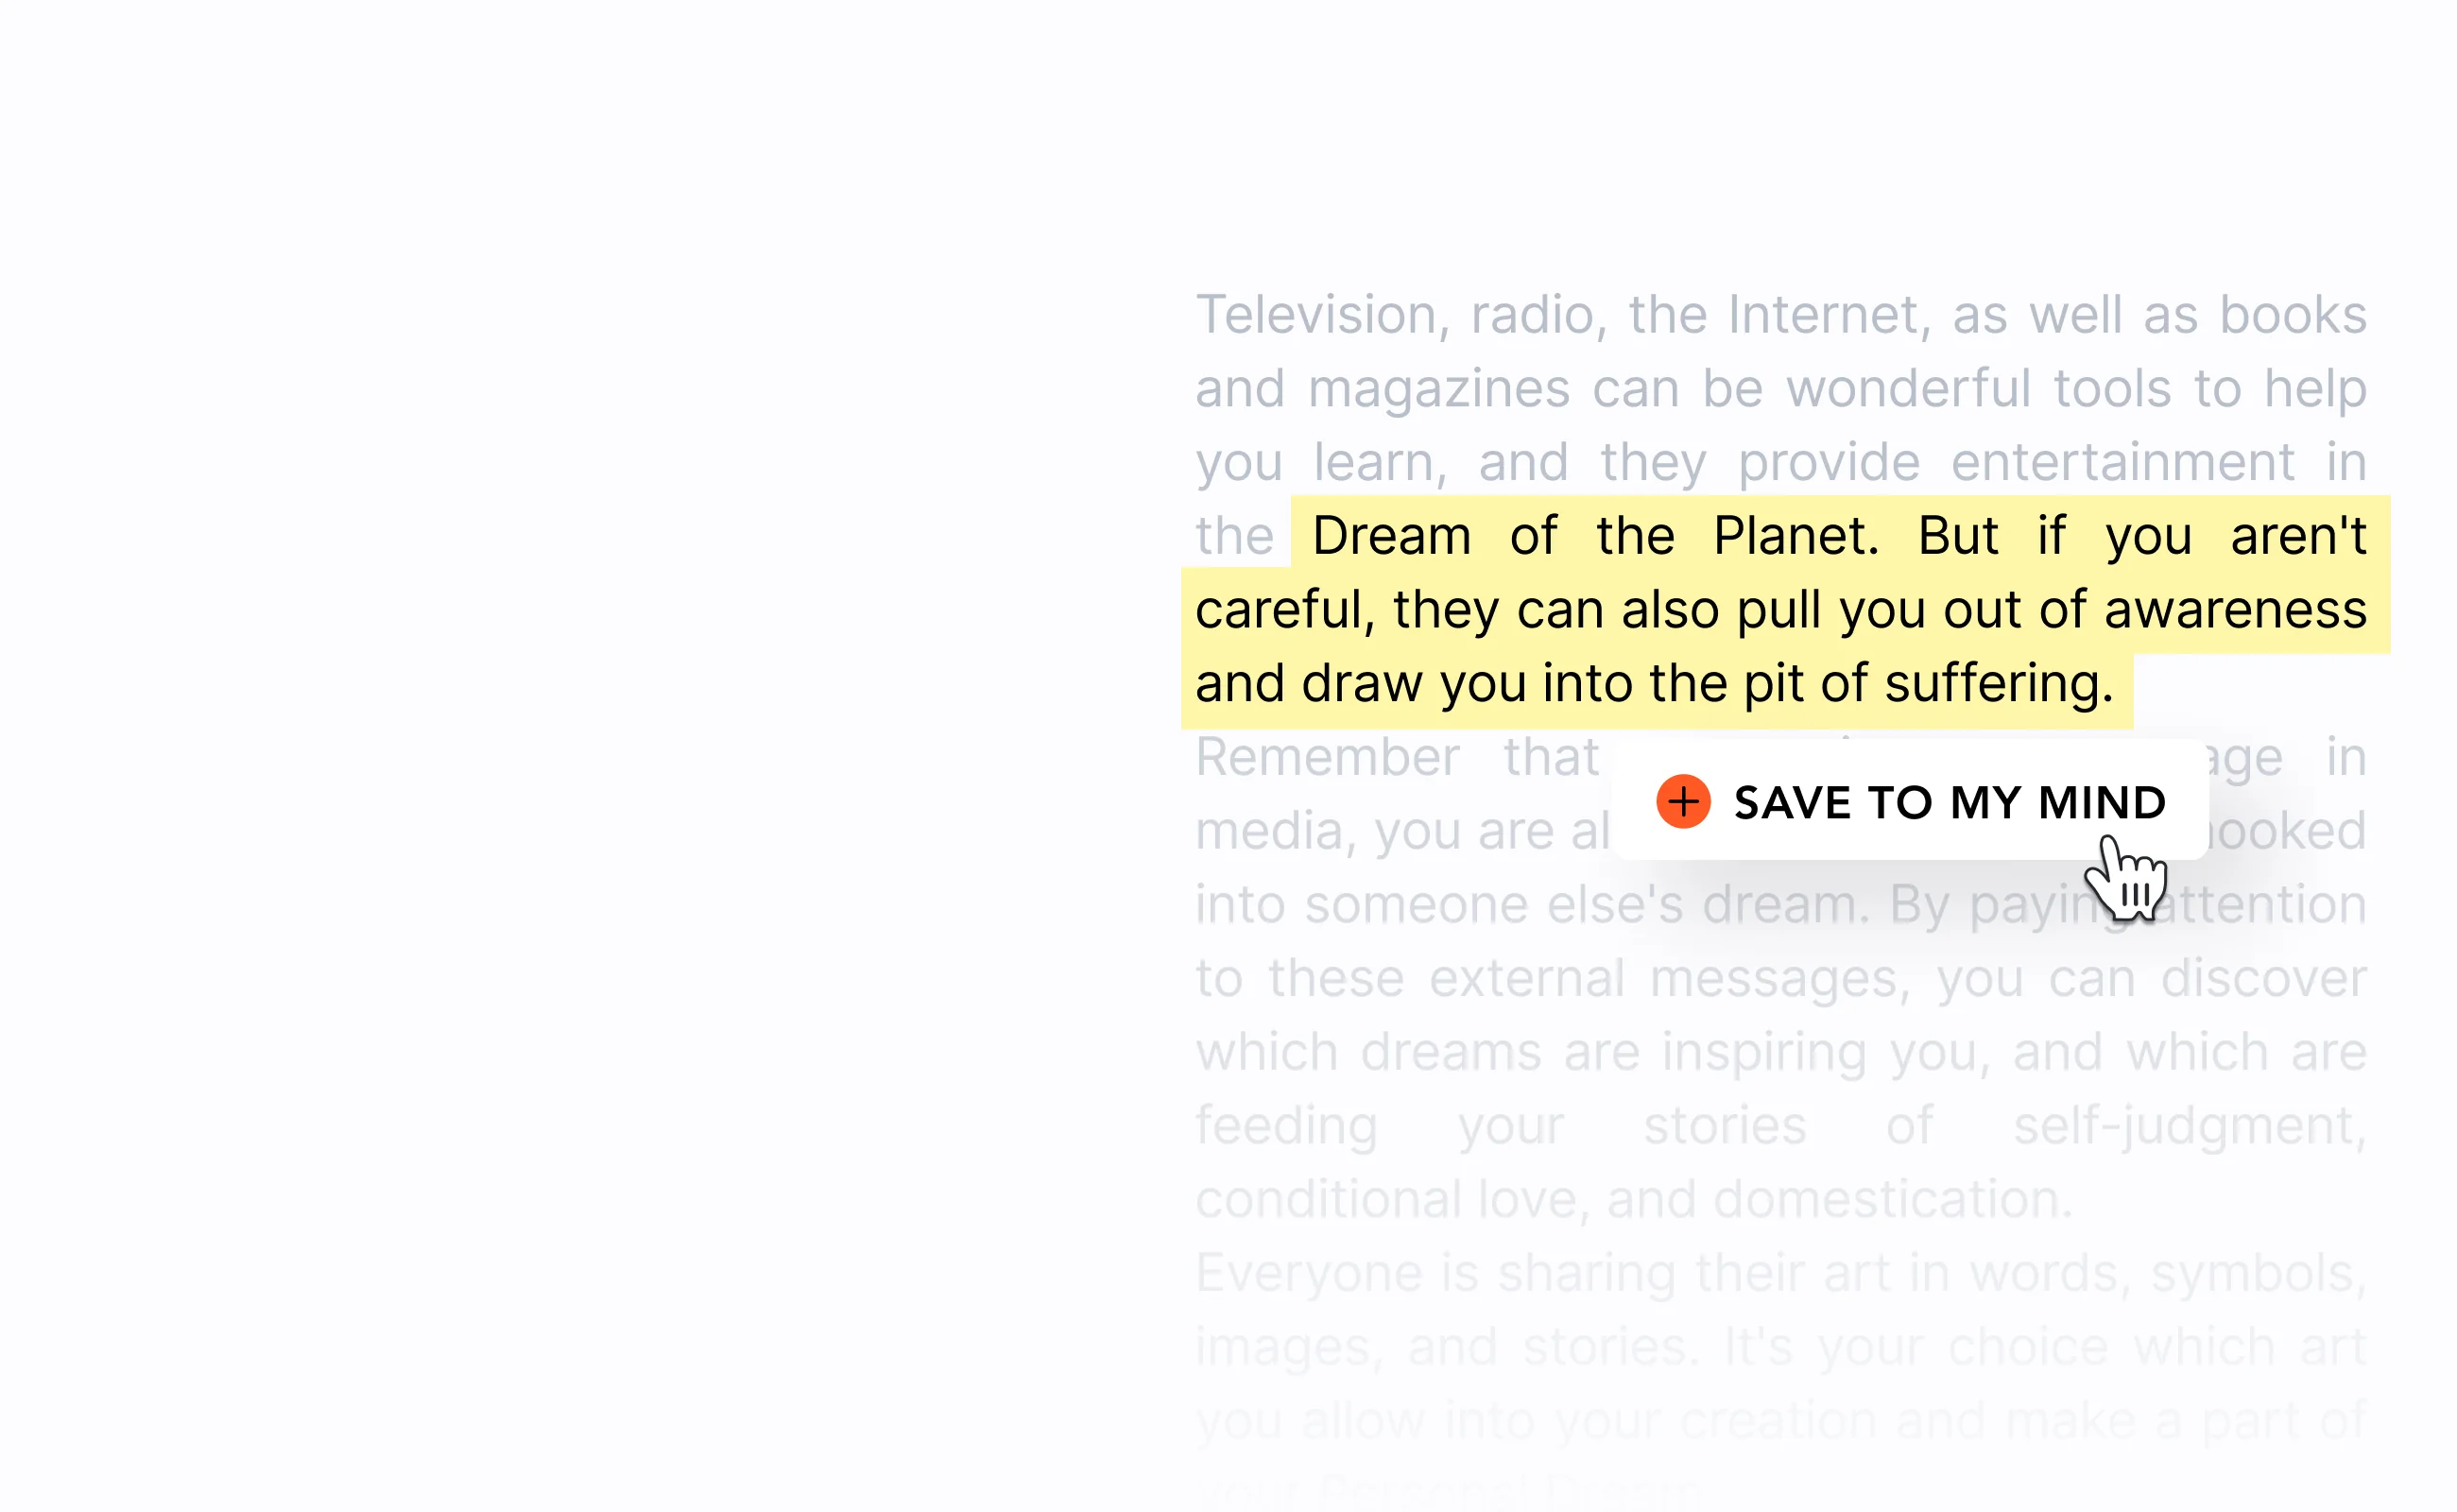 Television, radio, the Internet, as well as books
and magazines can be wonderful tools to help
you learn, and they provide entertainment in
the Dream of the Planet. But if you aren't
careful, they can also pull you out of awareness
and draw you into the pit of suffering.
Remember that in
SAVE TO MY MIND
media, you are
into someone else's dream. By paying attention
to these external messages, you can discover
which dreams are inspiring you, and which are
feeding your stories of self-judgment,
conditional love, and domestication.
Everyone is sharing their art in words, symbols,
images, and stories. It's your choice which art
you allow into your creation and make a part of
your Personal Dream